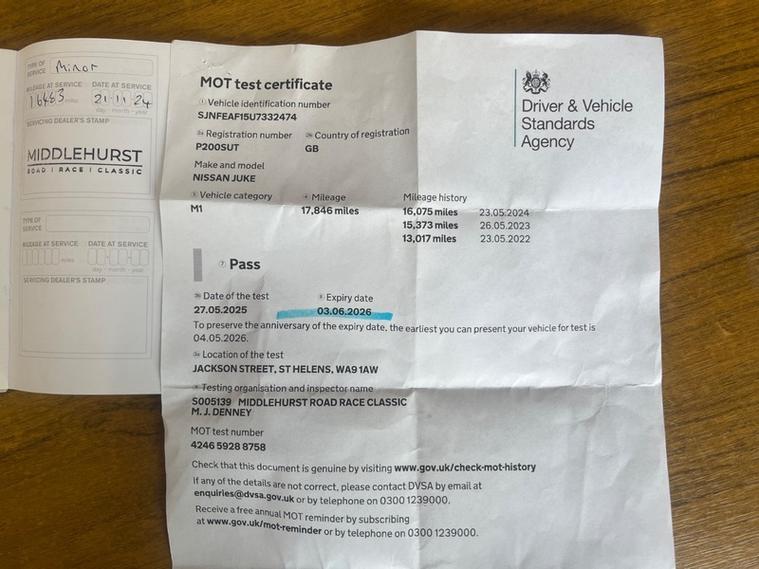 TYPE OF
SERVICE Minor
MILEAGE AT SERVICE DATE AT SERVICE
16463 miles 21 11 24
day - month - year
SERVICING DEALER'S STAMP
MIDDLEHURST
ROAD | RACE | CLASSIC
TYPE OF
SERVICE
MILEAGE AT SERVICE DATE AT SERVICE
miles
day - month - year
SERVICING DEALER'S STAMP
MOT test certificate
Driver & Vehicle
Standards
Agency
Vehicle identification number
SJNFEAF15U7332474
Registration number Country of registration
P200SUT GB
Make and model
NISSAN JUKE
Vehicle category Mileage Mileage history
M1 17,846 miles 16,075 miles 23.05.2024
15,373 miles 26.05.2023
13,017 miles 23.05.2022
Pass
Date of the test Expiry date
27.05.2025 03.06.2026
To preserve the anniversary of the expiry date, the earliest you can present your vehicle for test is
04.05.2026.
Location of the test
JACKSON STREET, ST HELENS, WA9 1AW
Testing organisation and inspector name
S005139 MIDDLEHURST ROAD RACE CLASSIC
M. J. DENNEY
MOT test number
4246 5928 8758
Check that this document is genuine by visiting www.gov.uk/check-mot-history
If any of the details are not correct, please contact DVSA by email at
enquiries@dvsa.gov.uk or by telephone on 0300 1239000.
Receive a free annual MOT reminder by subscribing
at www.gov.uk/mot-reminder or by telephone on 0300 1239000.